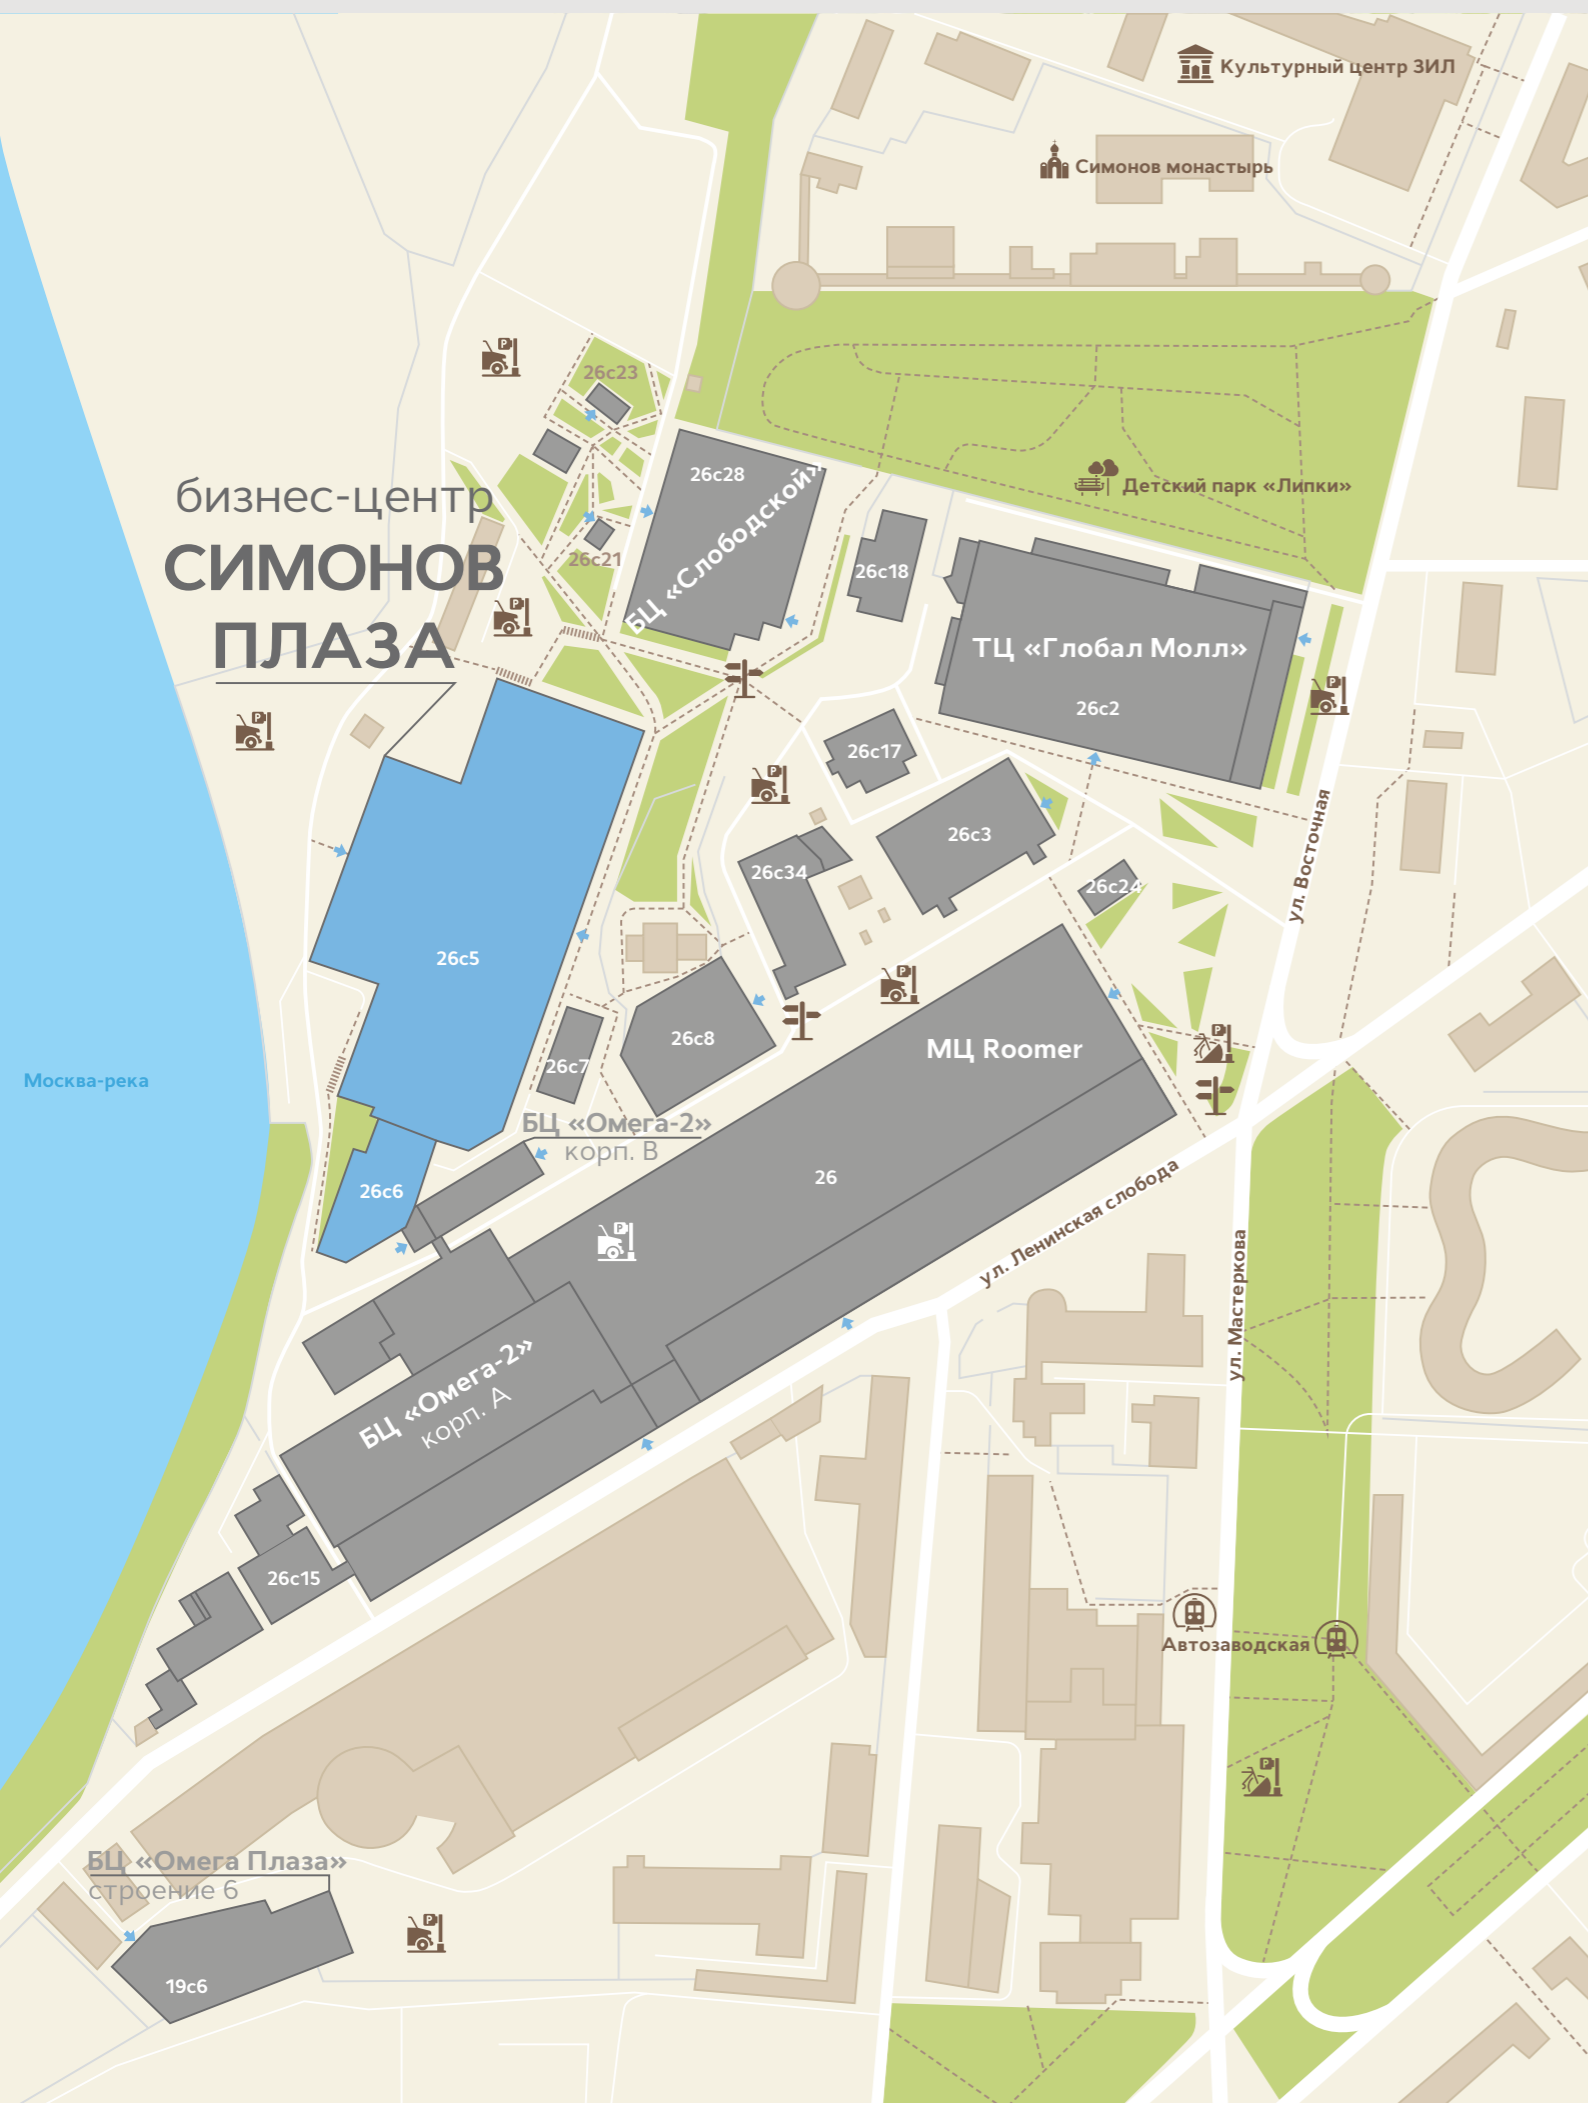 Культурный центр ЗИЛ
Симонов монастырь
26с23
26с28
БЦ «Слободской»
Детский парк «Липки»
бизнес-центр
СИМОНОВ
ПЛАЗА
26с21
26с18
ТЦ «Глобал Молл»
26с2
26с17
26с3
26с34
26с24
ул. Восточная
26с5
26с8
МЦ Roomer
26с7
Москва-река
БЦ «Омега-2»
корп. В
26
26с6
ул. Ленинская слобода
ул. Мастеркова
БЦ «Омега-2»
корп. А
26с15
Автозаводская
БЦ «Омега Плаза»
строение 6
19с6
P
P
P
P
P
P
P
P
P
P